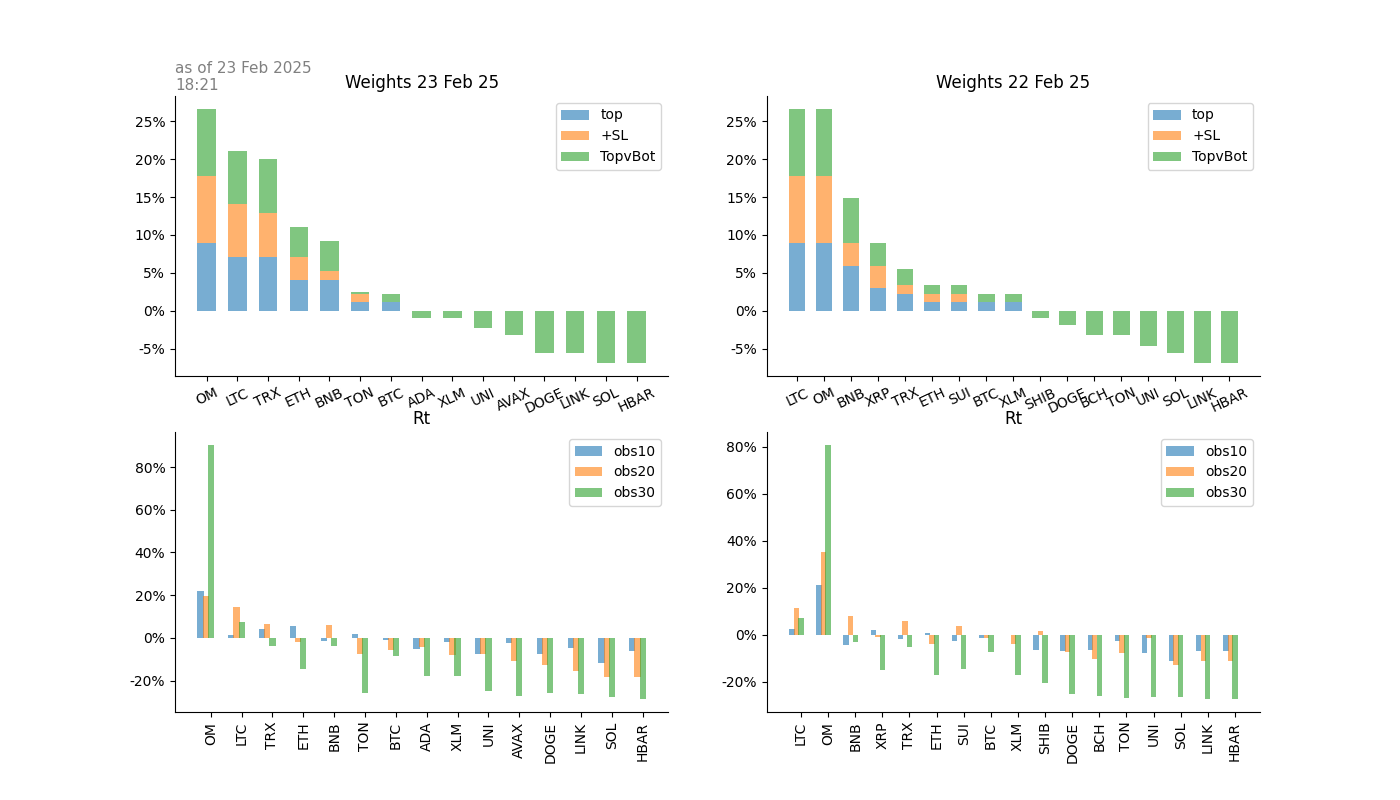 as of 23 Feb 2025
18:21
Weights 23 Feb 25
25%
20%
15%
10%
5%
0%
-5%
top
+SL
TopvBot
OM LTC TRX ETH BNB TON BTC ADA XLM UNI AVAX DOGE LINK SOL HBAR
Weights 22 Feb 25
25%
20%
15%
10%
5%
0%
-5%
top
+SL
TopvBot
LTC OM BNB XRP TRX ETH SUI BTC XLM SHIB DOGE BCH TON UNI SOL LINK HBAR
Rt
80%
60%
40%
20%
0%
-20%
obs10
obs20
obs30
OM LTC TRX ETH BNB TON BTC ADA XLM UNI AVAX DOGE LINK SOL HBAR
Rt
80%
60%
40%
20%
0%
-20%
obs10
obs20
obs30
LTC OM BNB XRP TRX ETH SUI BTC XLM SHIB DOGE BCH TON UNI SOL LINK HBAR